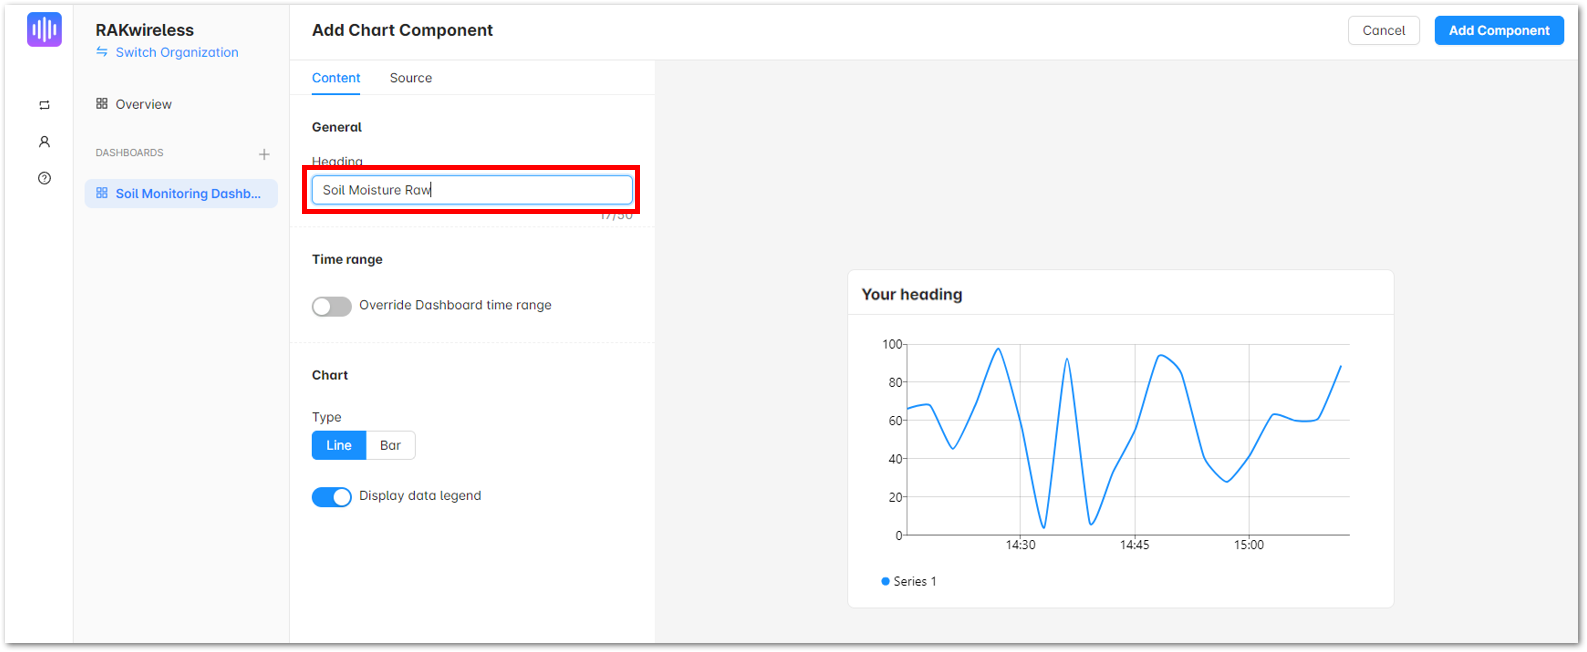 RAKwireless
Switch Organization
Overview
DASHBOARDS
Soil Monitoring Dashb...
Add Chart Component
Cancel
Add Component
Content
Source
General
Heading
Soil Moisture Raw
17/50
Time range
Override Dashboard time range
Chart
Type
Line
Bar
Display data legend
Your heading
100
80
60
40
20
0
14:30
14:45
15:00
Series 1